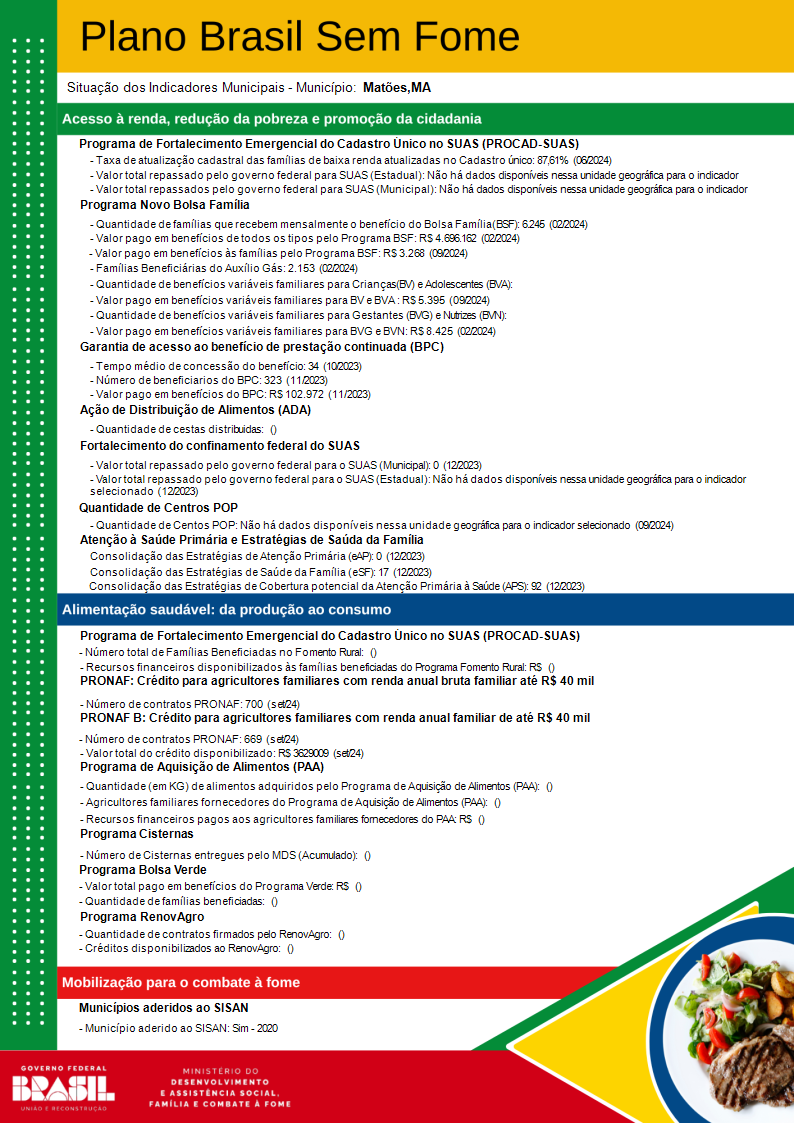 Plano Brasil Sem Fome
Situação dos Indicadores Municipais - Município: Matões,MA
Acesso à renda, redução da pobreza e promoção da cidadania
Programa de Fortalecimento Emergencial do Cadastro Único no SUAS (PROCAD-SUAS)
- Taxa de atualização cadastral das famílias de baixa renda atualizadas no Cadastro único: 87,61% (06/2024)
- Valor total repassado pelo governo federal para SUAS (Estadual): Não há dados disponíveis nessa unidade geográfica para o indicador
- Valor total repassados pelo governo federal para SUAS (Municipal): Não há dados disponíveis nessa unidade geográfica para o indicador
Programa Novo Bolsa Família
- Quantidade de famílias que recebem mensalmente o benefício do Bolsa Família(BSF): 6.245 (02/2024)
- Valor pago em benefícios de todos os tipos pelo Programa BSF: R$ 4.696.162 (02/2024)
- Valor pago em benefícios às famílias pelo Programa BSF: R$ 3.268 (09/2024)
- Famílias Beneficiárias do Auxílio Gás: 2.153 (02/2024)
- Quantidade de benefícios variáveis familiares para Crianças(BV) e Adolescentes (BVA):
- Valor pago em benefícios variáveis familiares para BV e BVA : R$ 5.395 (09/2024)
- Quantidade de benefícios variáveis familiares para Gestantes (BVG) e Nutrizes (BVN):
- Valor pago em benefícios variáveis familiares para BVG e BVN: R$ 8.425 (02/2024)
Garantia de acesso ao benefício de prestação continuada (BPC)
- Tempo médio de concessão do benefício: 34 (10/2023)
- Número de beneficiarios do BPC: 323 (11/2023)
- Valor pago em benefícios do BPC: R$ 102.972 (11/2023)
Ação de Distribuição de Alimentos (ADA)
- Quantidade de cestas distribuidas: ()
Fortalecimento do confinamento federal do SUAS
- Valor total repassado pelo governo federal para o SUAS (Municipal): 0 (12/2023)
- Valor total repassado pelo governo federal para o SUAS (Estadual): Não há dados disponíveis nessa unidade geográfica para o indicador
selecionado (12/2023)
Quantidade de Centros POP
- Quantidade de Centos POP: Não há dados disponíveis nessa unidade geográfica para o indicador selecionado (09/2024)
Atenção à Saúde Primária e Estratégias de Saúda da Família
Consolidação das Estratégias de Atenção Primária (eAP): 0 (12/2023)
Consolidação das Estratégias de Saúde da Família (eSF): 17 (12/2023)
Consolidação das Estratégias de Cobertura potencial da Atenção Primária à Saúde (APS): 92 (12/2023)
Alimentação saudável: da produção ao consumo
Programa de Fortalecimento Emergencial do Cadastro Único no SUAS (PROCAD-SUAS)
- Número total de Famílias Beneficiadas no Fomento Rural: ()
- Recursos financeiros disponibilizados às famílias beneficiadas do Programa Fomento Rural: R$ ()
PRONAF: Crédito para agricultores familiares com renda anual bruta familiar até R$ 40 mil
- Número de contratos PRONAF: 700 (set/24)
PRONAF B: Crédito para agricultores familiares com renda anual familiar de até R$ 40 mil
- Número de contratos PRONAF: 669 (set/24)
- Valor total do crédito disponibilizado: R$ 3629009 (set/24)
Programa de Aquisição de Alimentos (PAA)
- Quantidade (em KG) de alimentos adquiridos pelo Programa de Aquisição de Alimentos (PAA): ()
- Agricultores familiares fornecedores do Programa de Aquisição de Alimentos (PAA): ()
- Recursos financeiros pagos aos agricultores familiares fornecedores do PAA: R$ ()
Programa Cisternas
- Número de Cisternas entregues pelo MDS (Acumulado): ()
Programa Bolsa Verde
- Valor total pago em benefícios do Programa Verde: R$ ()
- Quantidade de famílias beneficiadas: ()
Programa RenovAgro
- Quantidade de contratos firmados pelo RenovAgro: ()
- Créditos disponibilizados ao RenovAgro: ()
Mobilização para o combate à fome
Municípios aderidos ao SISAN
- Município aderido ao SISAN: Sim - 2020
GOVERNO FEDERAL
BRASIL
UNIÃO E RECONSTRUÇÃO
MINISTÉRIO DO
DESENVOLVIMENTO
E ASSISTÊNCIA SOCIAL,
FAMÍLIA E COMBATE À FOME